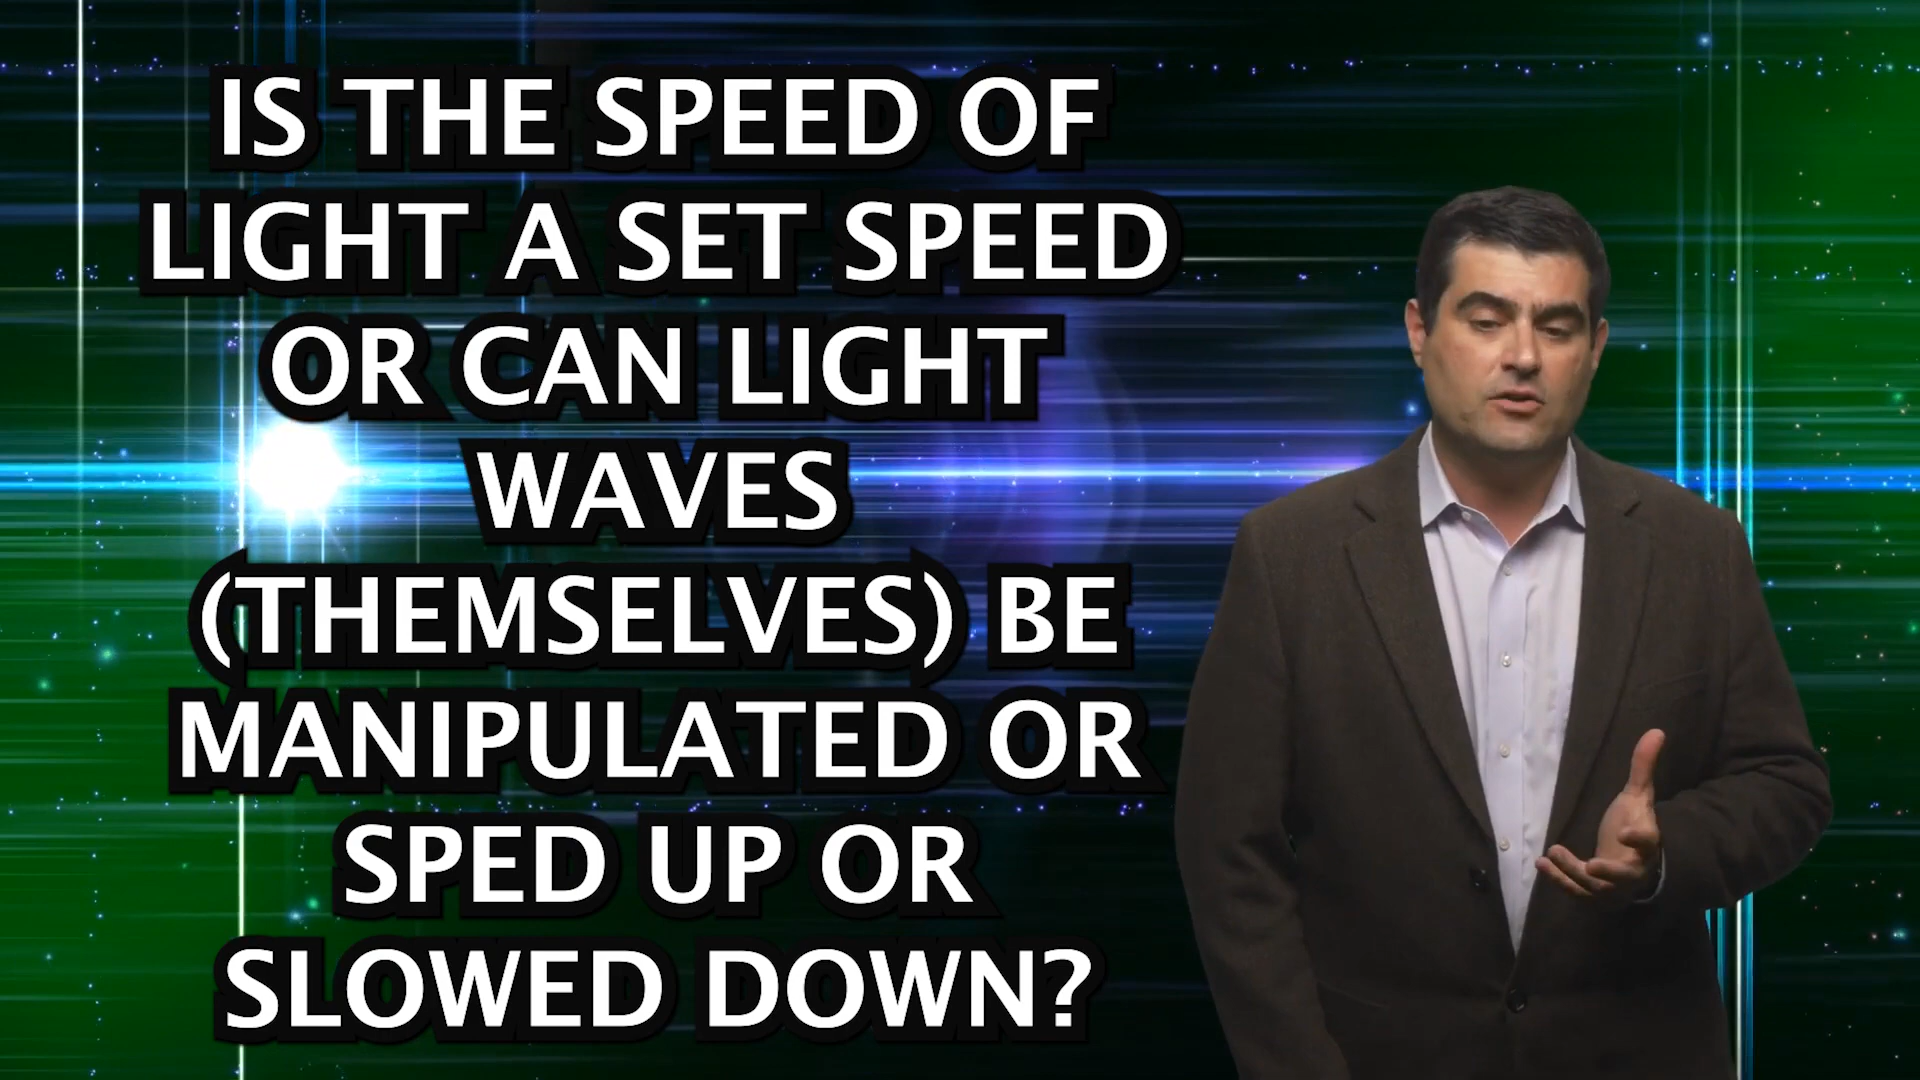 IS THE SPEED OF
LIGHT A SET SPEED
OR CAN LIGHT
WAVES
(THEMSELVES) BE
MANIPULATED OR
SPED UP OR
SLOWED DOWN?